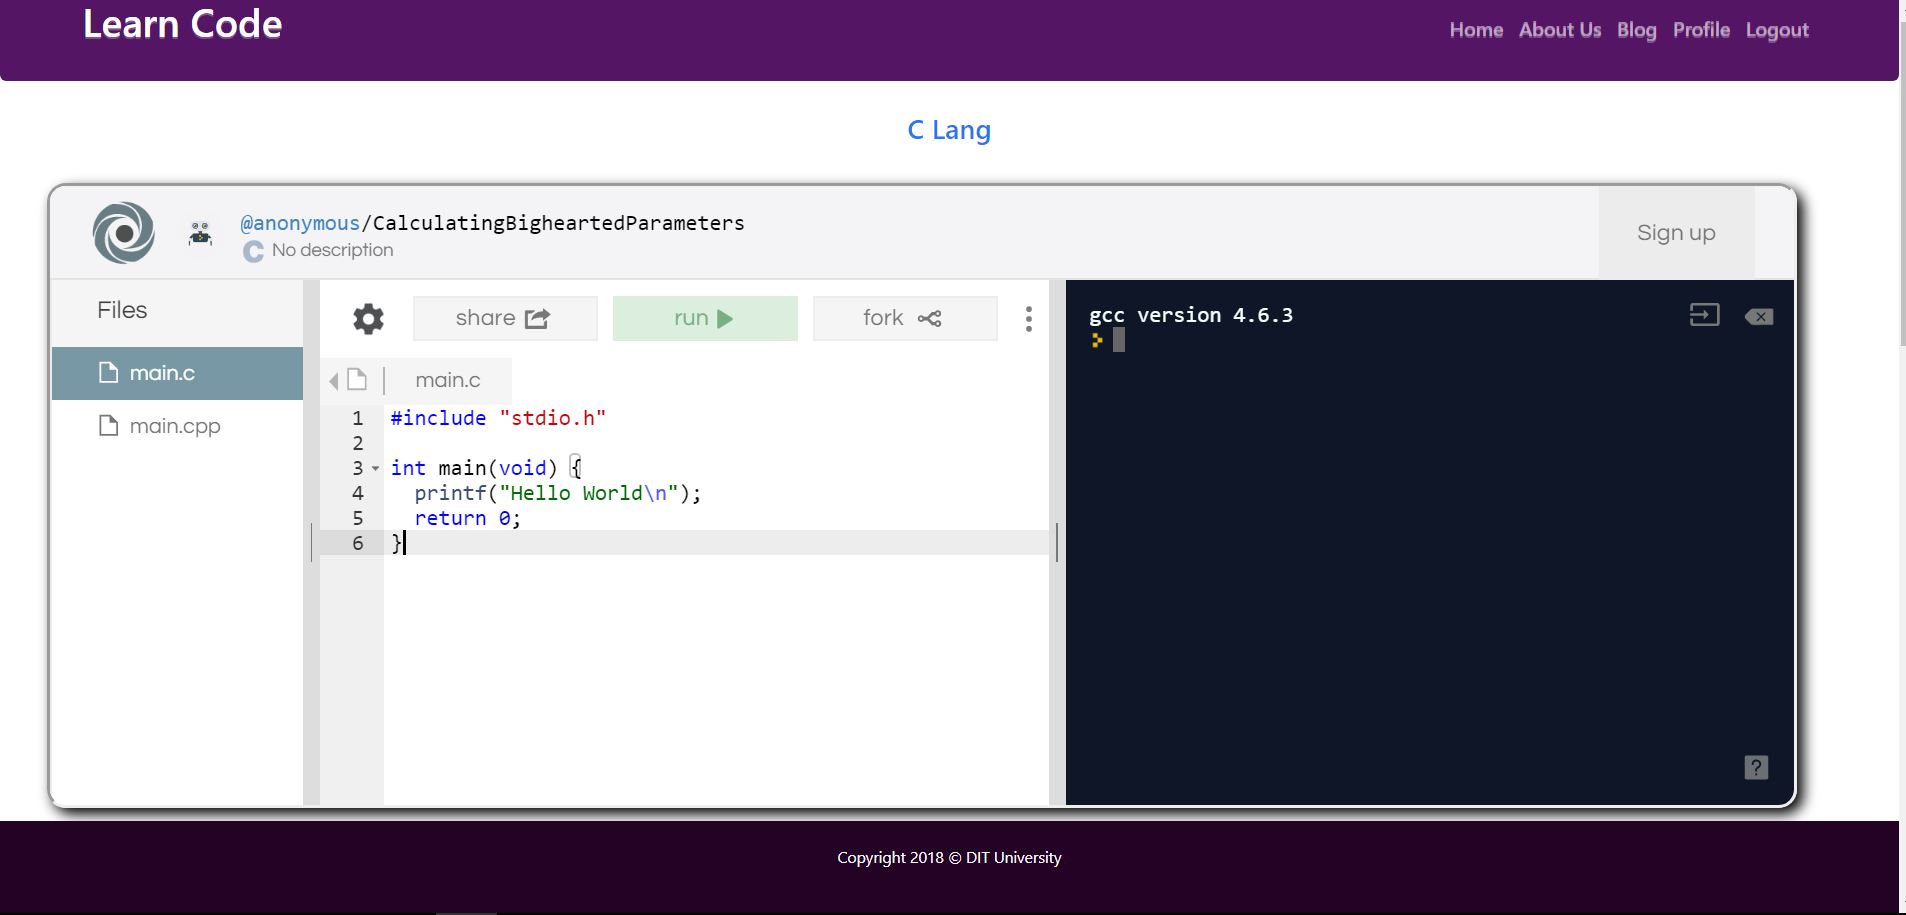 Learn Code
Home About Us Blog Profile Logout
C Lang
@anonymous/CalculatingBigheartedParameters
C No description
Sign up
Files
main.c
main.cpp
share
run
fork
main.c
1 #include "stdio.h"
2
3 int main(void) {
4 printf("Hello World\n");
5 return 0;
6 }
gcc version 4.6.3
?
Copyright 2018 © DIT University